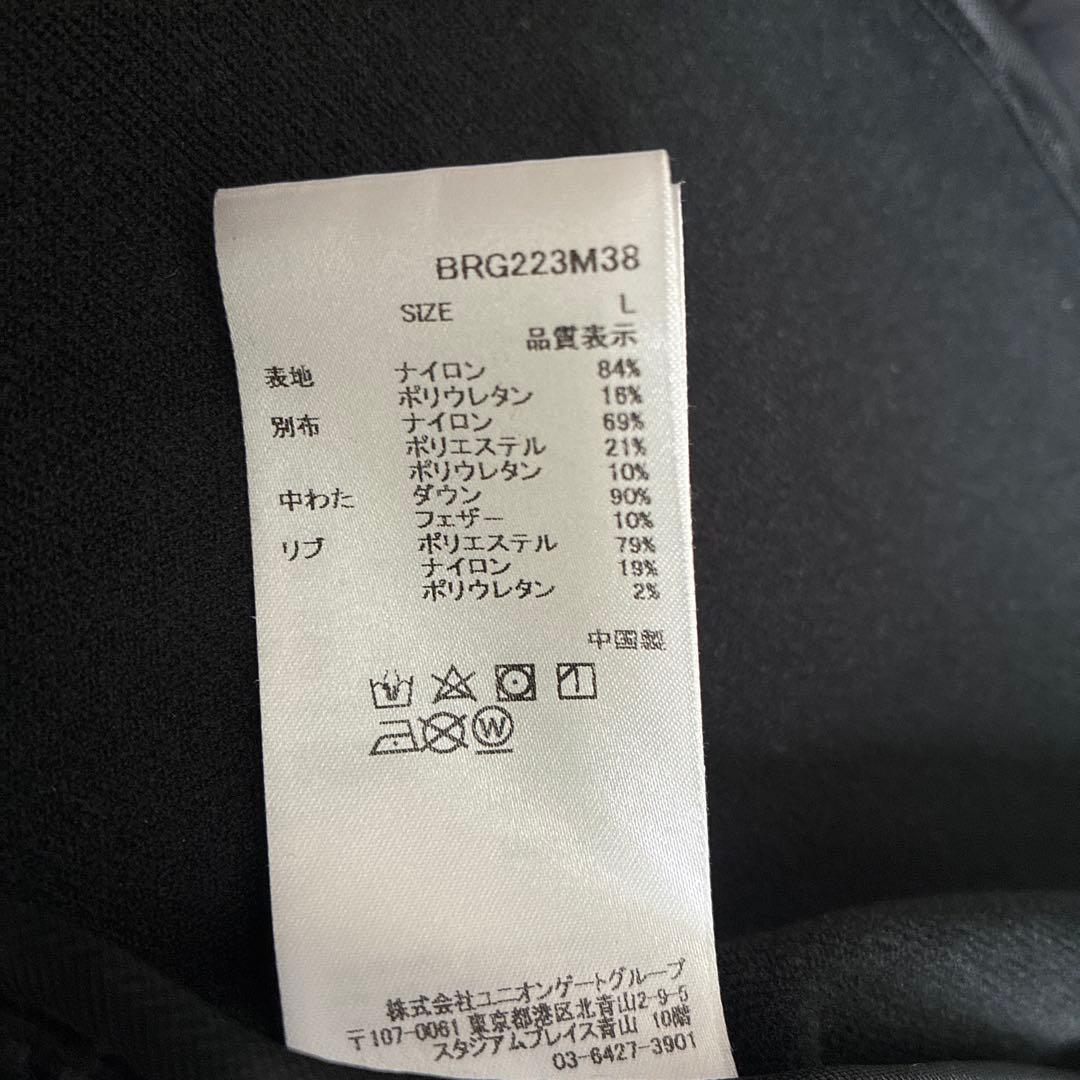 BRG223M38
SIZE L
品質表示
表地 ナイロン 84%
ポリウレタン 16%
別布 ナイロン 69%
ポリエステル 21%
ポリウレタン 10%
中わた ダウン 90%
フェザー 10%
リブ ポリエステル 79%
ナイロン 19%
ポリウレタン 2%
中国製
W
株式会社ユニオンゲートグループ
〒107-0061 東京都港区北青山2-9-5
スタジアムプレイス青山 10階
03-6427-3901